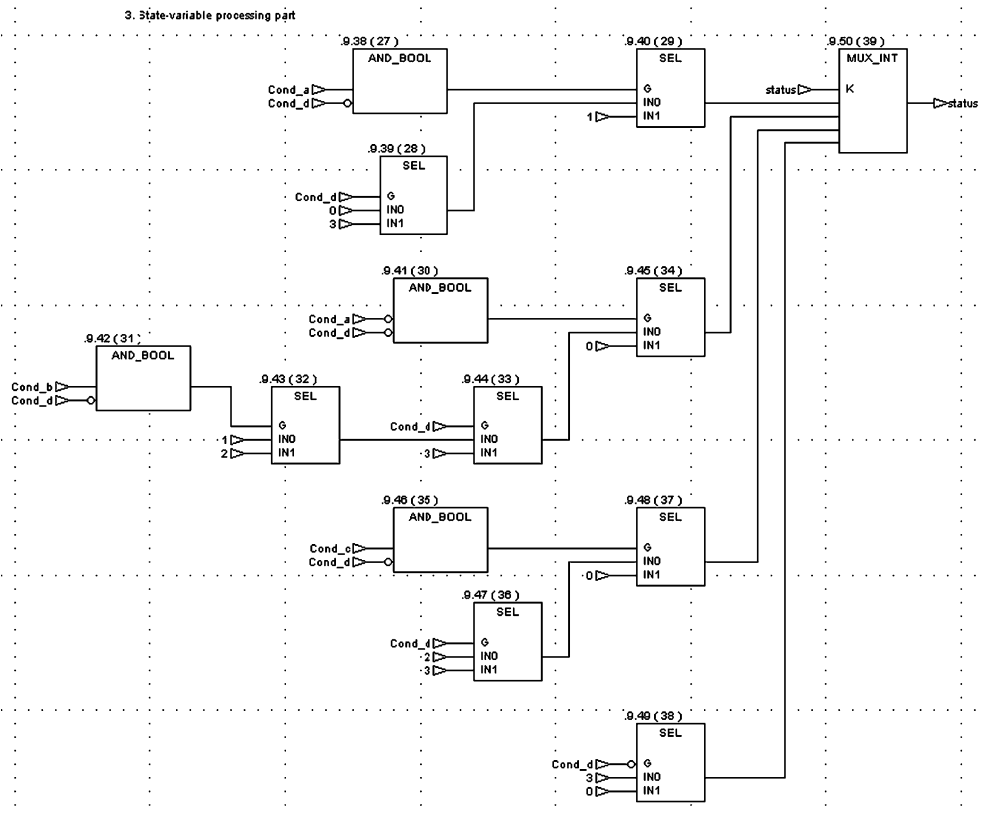 3. State-variable processing part
.9.38 (27)
AND_BOOL
Cond_a
Cond_d
.9.40 (29)
SEL
G
IN0
IN1
1
.9.50 (39)
MUX_INT
status
K
status
.9.39 (28)
SEL
Cond_d
G
0
IN0
3
IN1
.9.41 (30)
AND_BOOL
Cond_a
Cond_d
.9.45 (34)
SEL
G
IN0
0
IN1
.9.42 (31)
AND_BOOL
Cond_b
Cond_d
.9.43 (32)
SEL
G
1
IN0
2
IN1
.9.44 (33)
SEL
Cond_d
G
IN0
3
IN1
.9.46 (35)
AND_BOOL
Cond_c
Cond_d
.9.48 (37)
SEL
G
IN0
0
IN1
.9.47 (36)
SEL
Cond_d
G
2
IN0
3
IN1
.9.49 (38)
SEL
Cond_d
G
3
IN0
0
IN1